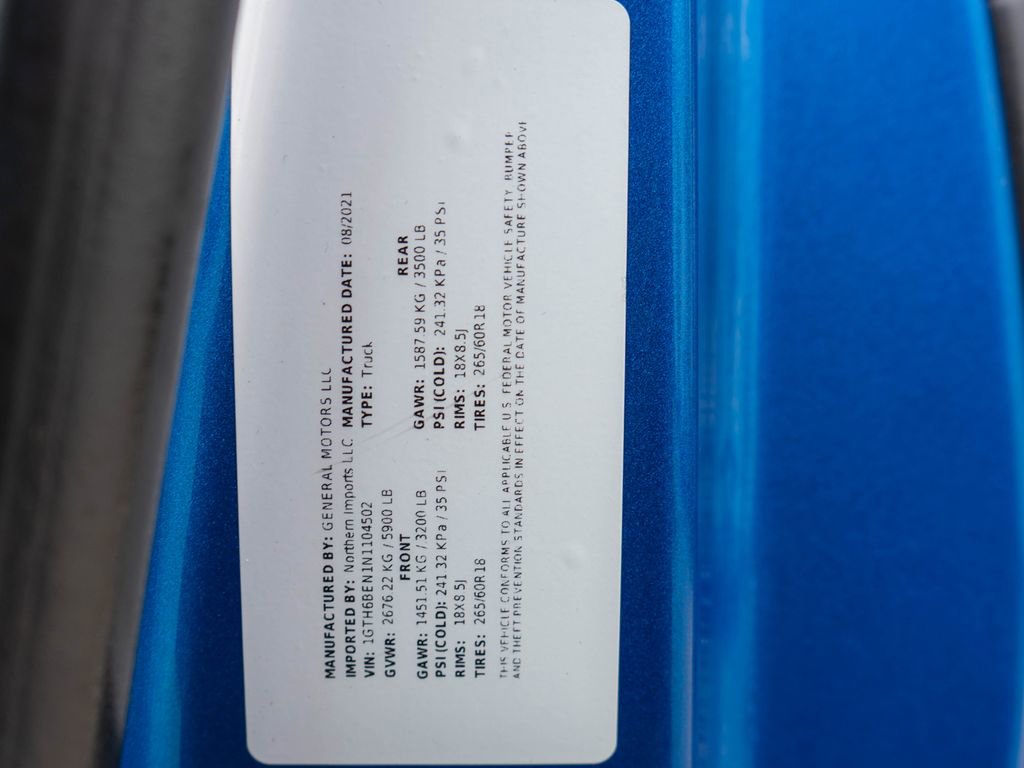 MANUFACTURED BY: GENERAL MOTORS LLC
IMPORTED BY: Northern Imports LLC MANUFACTURED DATE: 08/2021
VIN: 1GTH6BEN1N1104502 TYPE: Truck
GVWR: 2676.22 KG / 5900 LB
FRONT REAR
GAWR: 1451.51 KG / 3200 LB GAWR: 1587.59 KG / 3500 LB
PSI (COLD): 241.32 KPa / 35 PSI PSI (COLD): 241.32 KPa / 35 PSI
RIMS: 18X8.5J RIMS: 18X8.5J
TIRES: 265/60R18 TIRES: 265/60R18
THIS VEHICLE CONFORMS TO ALL APPLICABLE U.S. FEDERAL MOTOR VEHICLE SAFETY, BUMPER,
AND THEFT PREVENTION STANDARDS IN EFFECT ON THE DATE OF MANUFACTURE SHOWN ABOVE